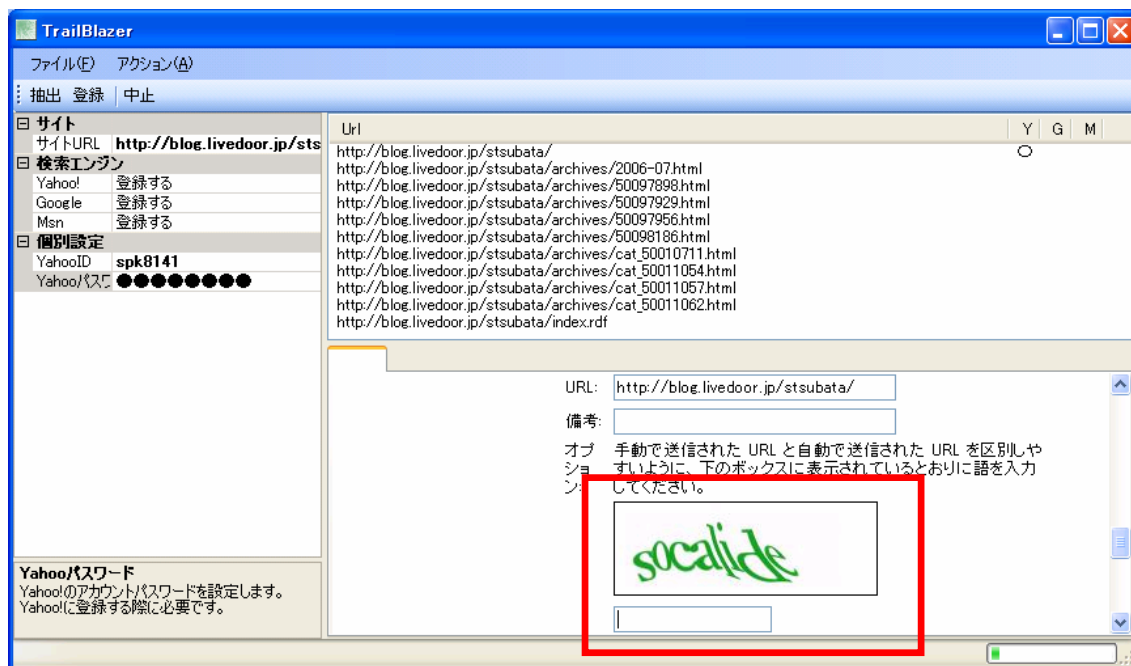 TrailBlazer
ファイル(F) アクション(A)
抽出 登録 中止
サイト
サイトURL http://blog.livedoor.jp/sts
検索エンジン
Yahoo! 登録する
Google 登録する
Msn 登録する
個別設定
YahooID spk8141
Yahooパスワ ●●●●●●●●
Yahooパスワード
Yahoo!のアカウントパスワードを設定します。
Yahoo!に登録する際に必要です。
Url Y G M
http://blog.livedoor.jp/stsubata/ ○
http://blog.livedoor.jp/stsubata/archives/2006-07.html
http://blog.livedoor.jp/stsubata/archives/50097898.html
http://blog.livedoor.jp/stsubata/archives/50097929.html
http://blog.livedoor.jp/stsubata/archives/50097956.html
http://blog.livedoor.jp/stsubata/archives/50098186.html
http://blog.livedoor.jp/stsubata/archives/cat_50010711.html
http://blog.livedoor.jp/stsubata/archives/cat_50011054.html
http://blog.livedoor.jp/stsubata/archives/cat_50011057.html
http://blog.livedoor.jp/stsubata/archives/cat_50011062.html
http://blog.livedoor.jp/stsubata/index.rdf
URL: http://blog.livedoor.jp/stsubata/
備考:
オプ
ショ
ン:
手動で送信された URL と自動で送信された URL を区別しや
すいように、下のボックスに表示されているとおりに語を入力
してください。
socalide